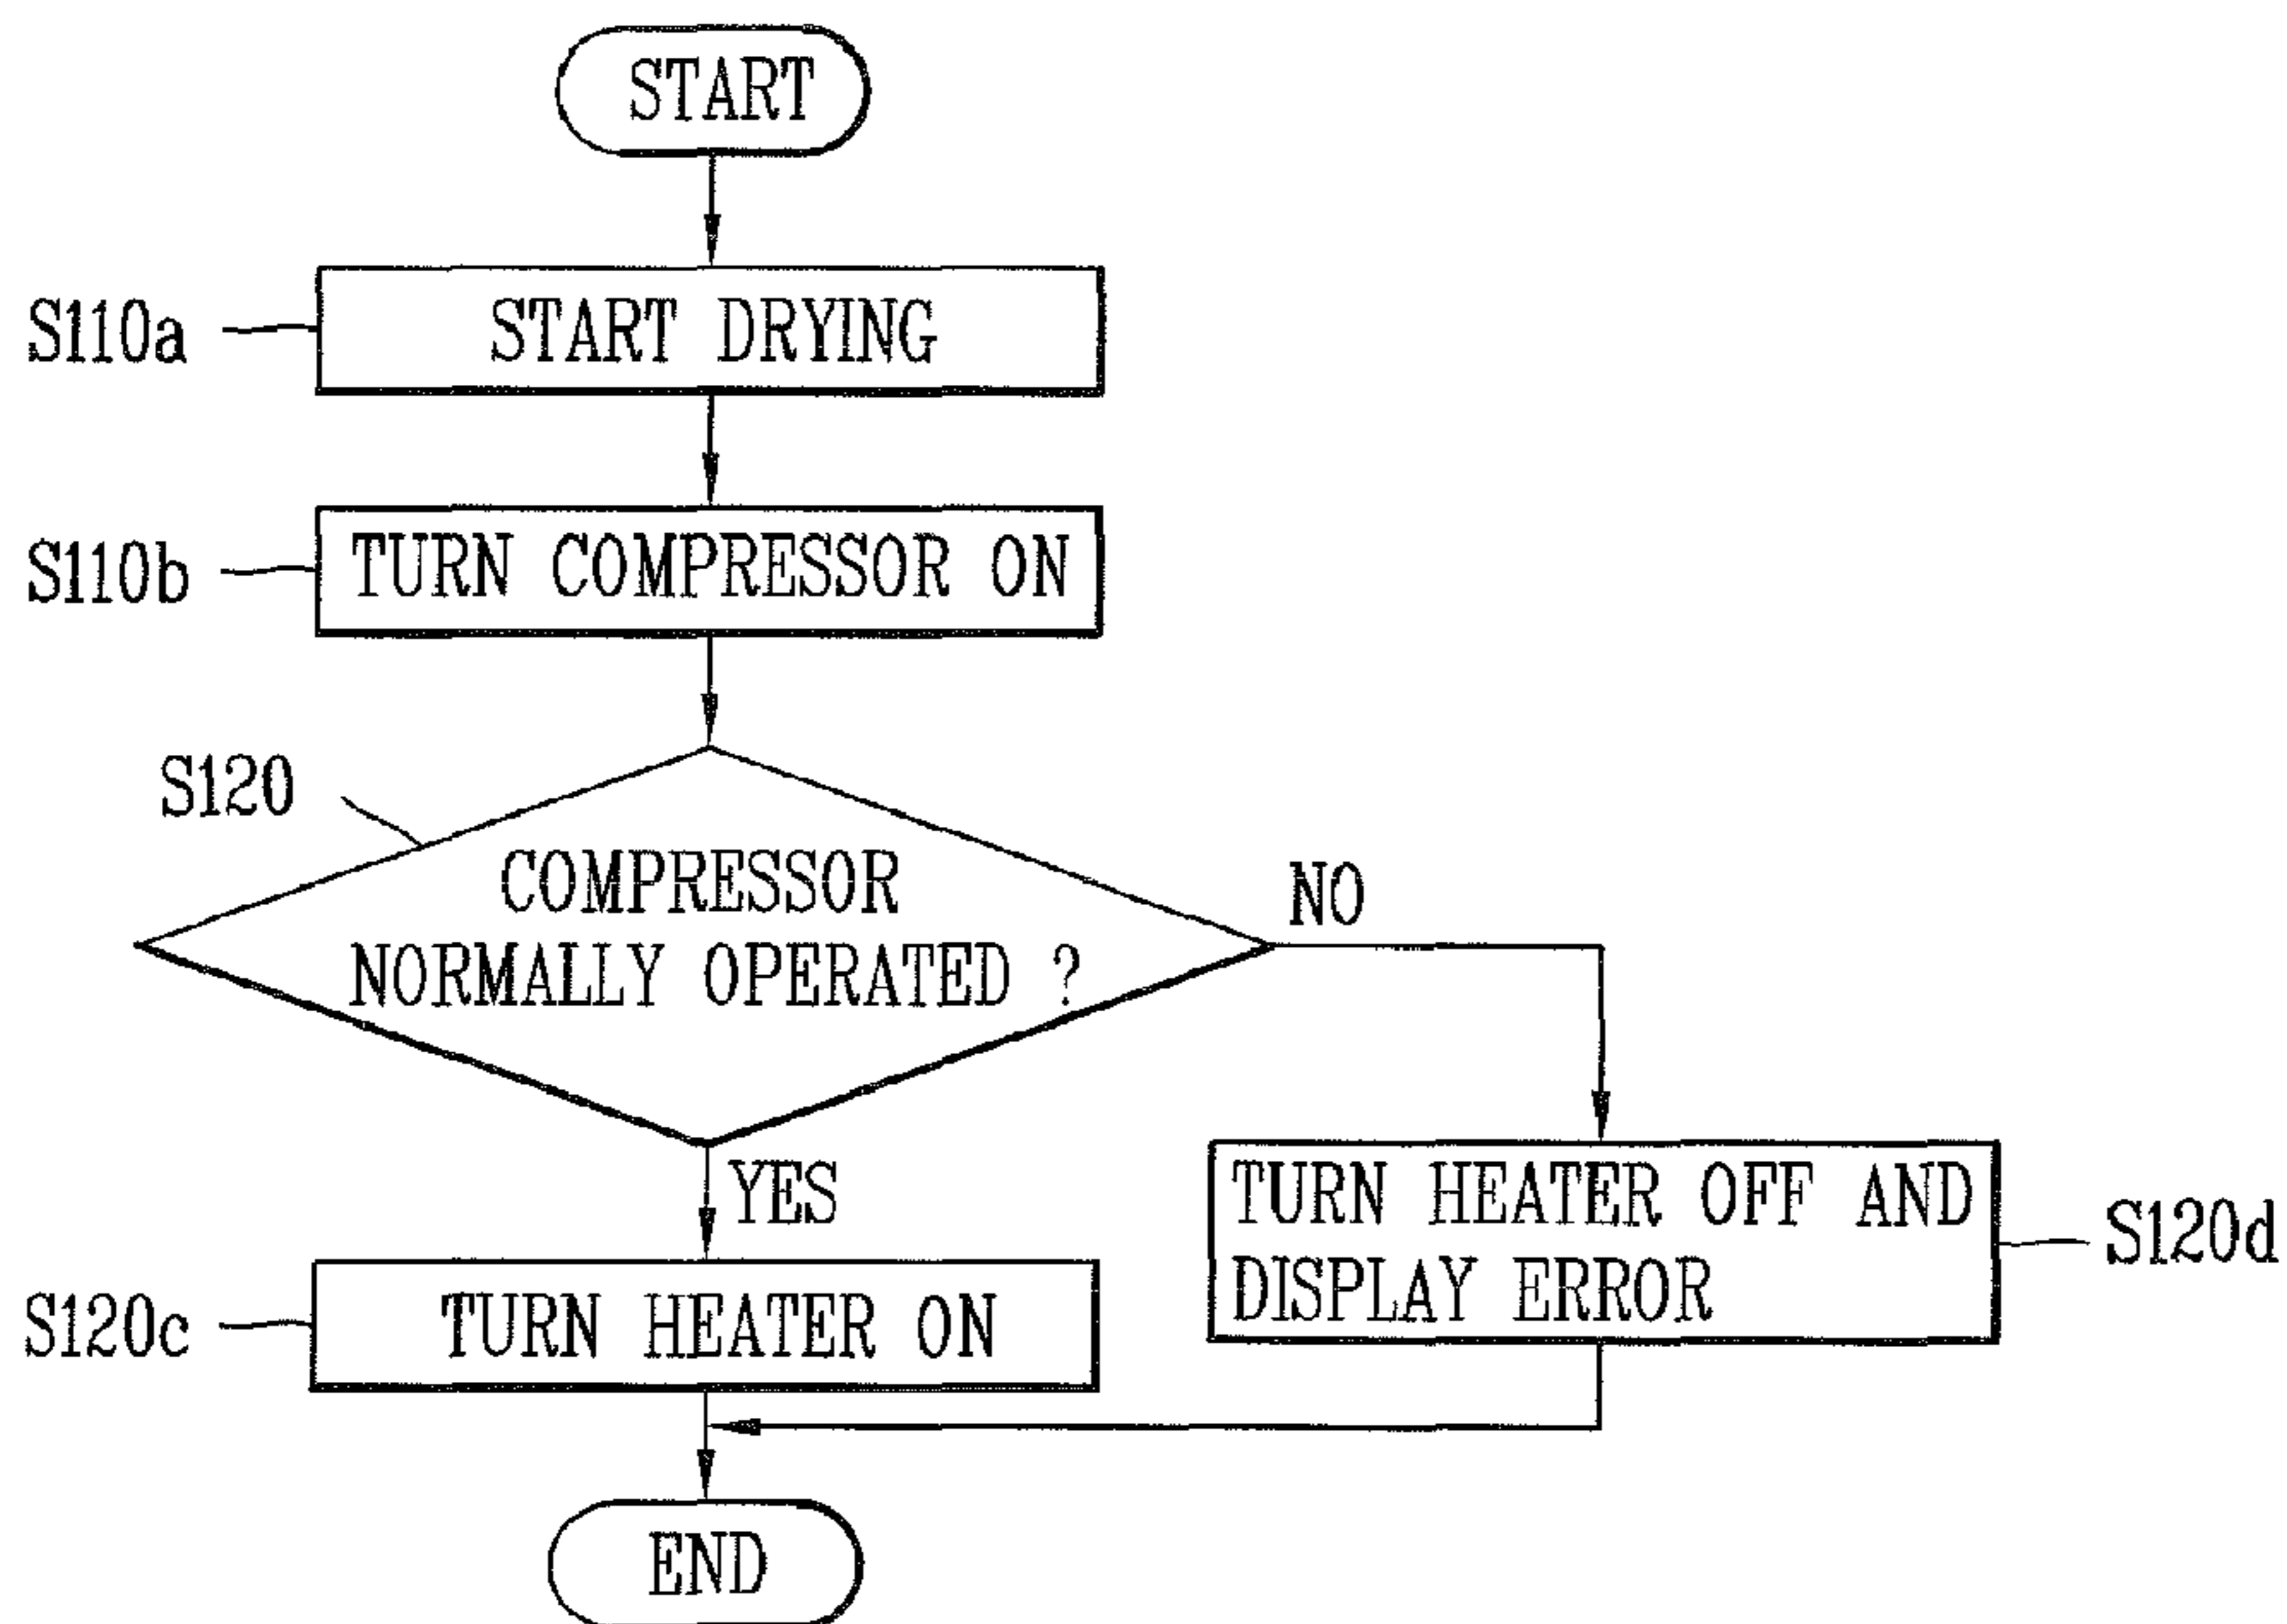 START
S110a
START DRYING
S110b
TURN COMPRESSOR ON
S120
COMPRESSOR
NORMALLY OPERATED ?
NO
YES
TURN HEATER OFF AND
DISPLAY ERROR
S120d
S120c
TURN HEATER ON
END